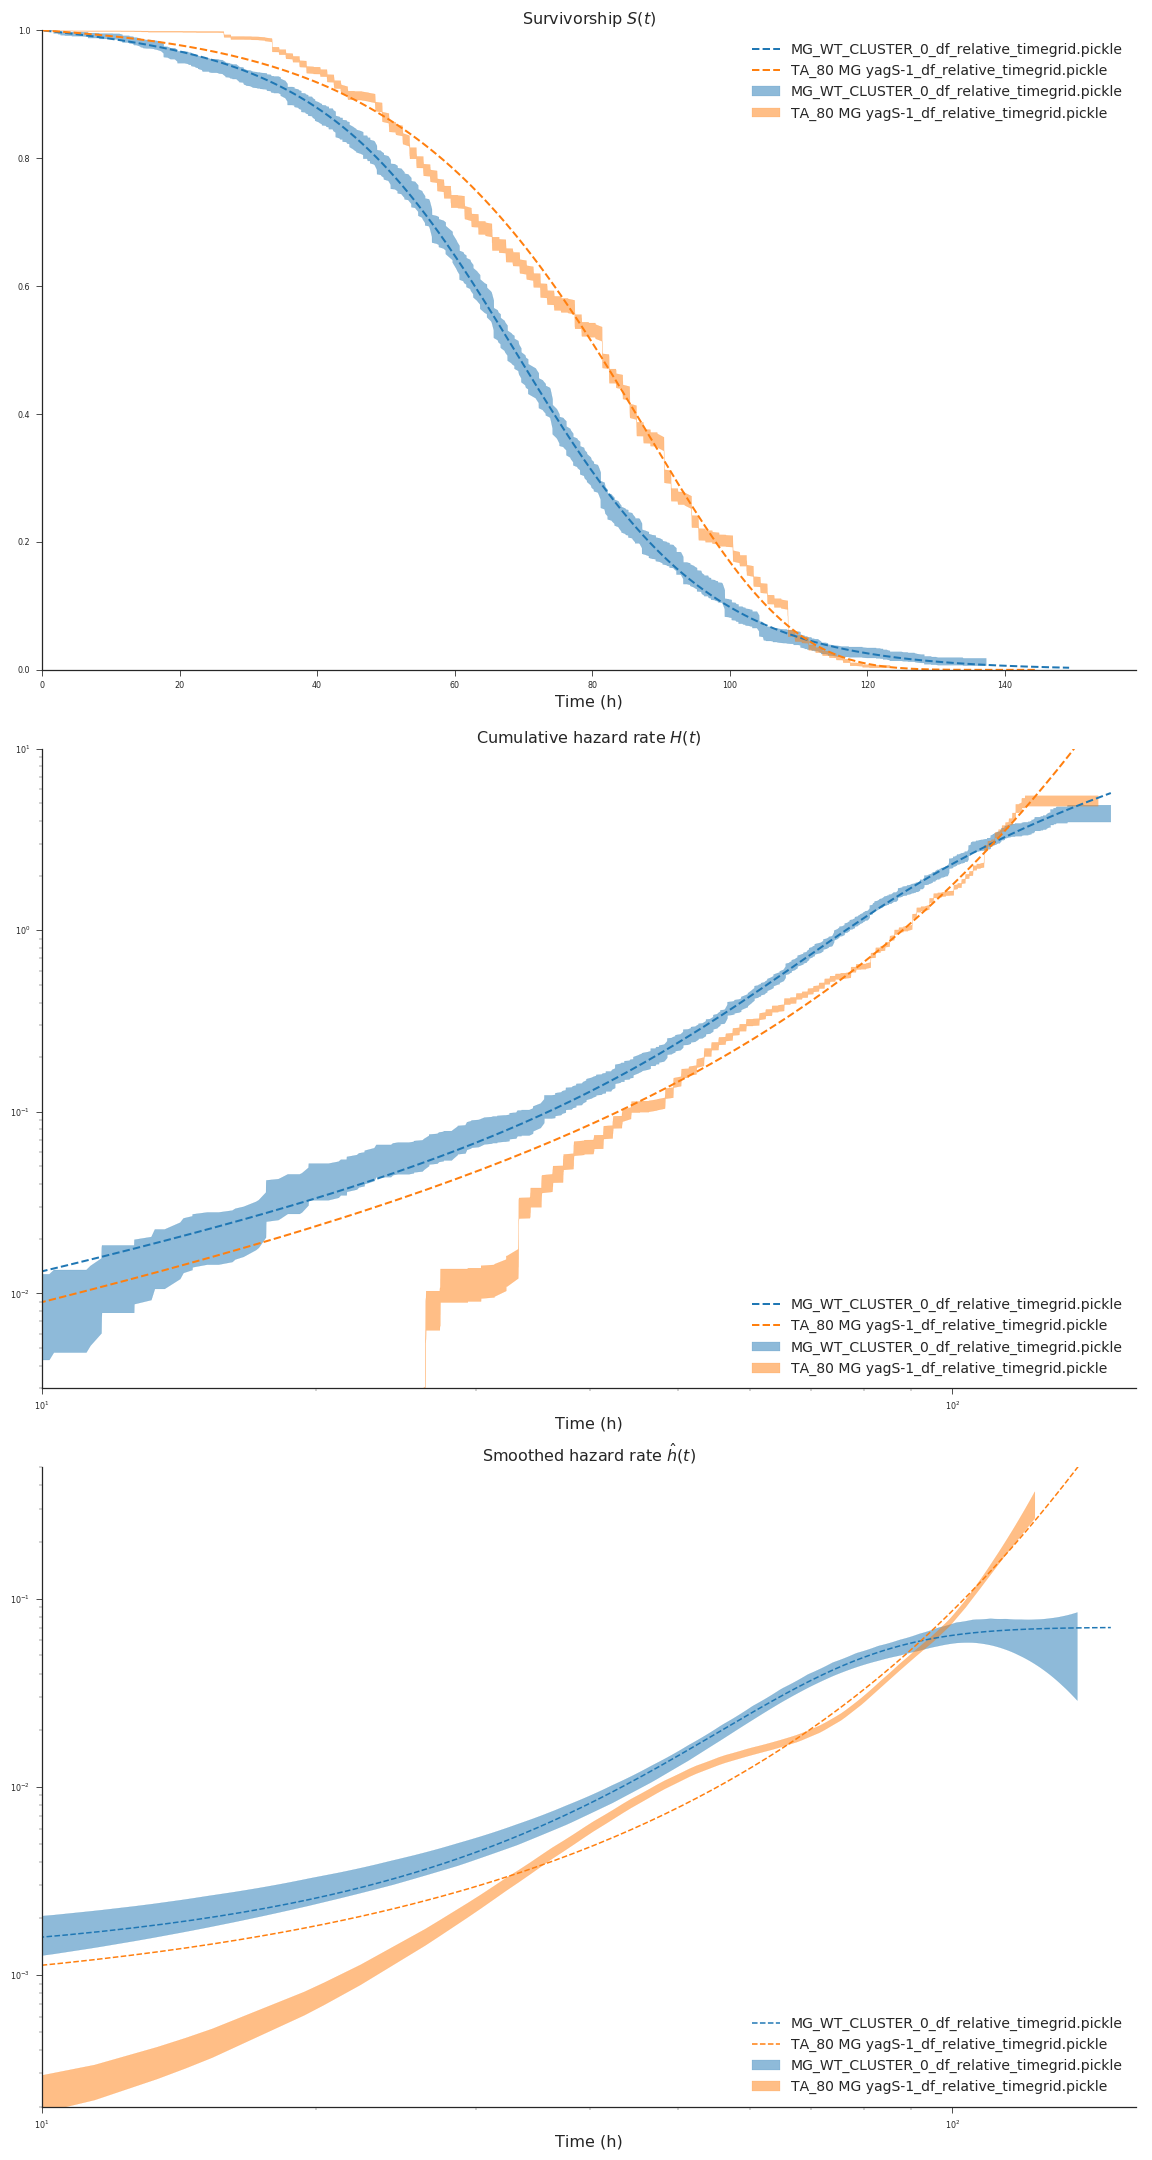 Survivorship S(t)
1.0
0.8
0.6
0.4
0.2
0.0
MG_WT_CLUSTER_0_df_relative_timegrid.pickle
TA_80 MG yagS-1_df_relative_timegrid.pickle
MG_WT_CLUSTER_0_df_relative_timegrid.pickle
TA_80 MG yagS-1_df_relative_timegrid.pickle
0 20 40 60 80 100 120 140
Time (h)
Cumulative hazard rate H(t)
10¹
10⁰
10⁻¹
10⁻²
MG_WT_CLUSTER_0_df_relative_timegrid.pickle
TA_80 MG yagS-1_df_relative_timegrid.pickle
MG_WT_CLUSTER_0_df_relative_timegrid.pickle
TA_80 MG yagS-1_df_relative_timegrid.pickle
10¹ 10²
Time (h)
Smoothed hazard rate ĥ(t)
10⁻¹
10⁻²
10⁻³
MG_WT_CLUSTER_0_df_relative_timegrid.pickle
TA_80 MG yagS-1_df_relative_timegrid.pickle
MG_WT_CLUSTER_0_df_relative_timegrid.pickle
TA_80 MG yagS-1_df_relative_timegrid.pickle
10¹ 10²
Time (h)